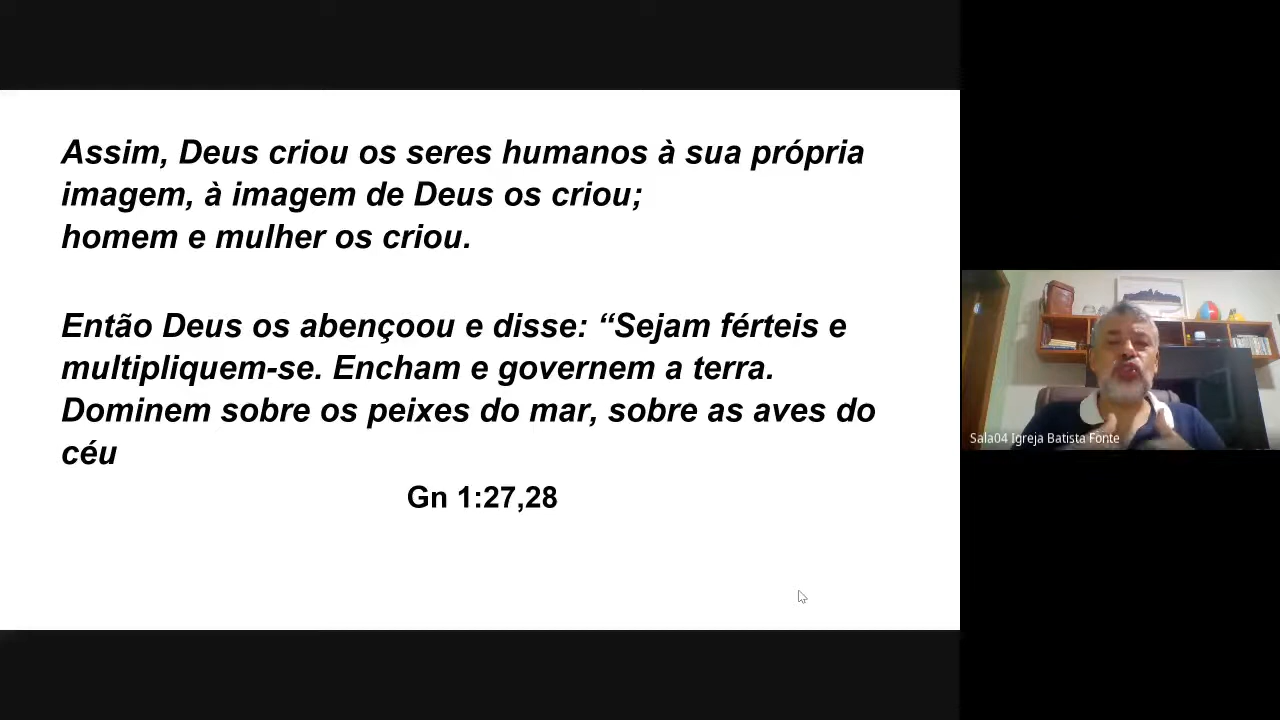 Assim, Deus criou os seres humanos à sua própria
imagem, à imagem de Deus os criou;
homem e mulher os criou.
Então Deus os abençoou e disse: “Sejam férteis e
multipliquem-se. Encham e governem a terra.
Dominem sobre os peixes do mar, sobre as aves do
céu
Gn 1:27,28
Sala04 Igreja Batista Fonte